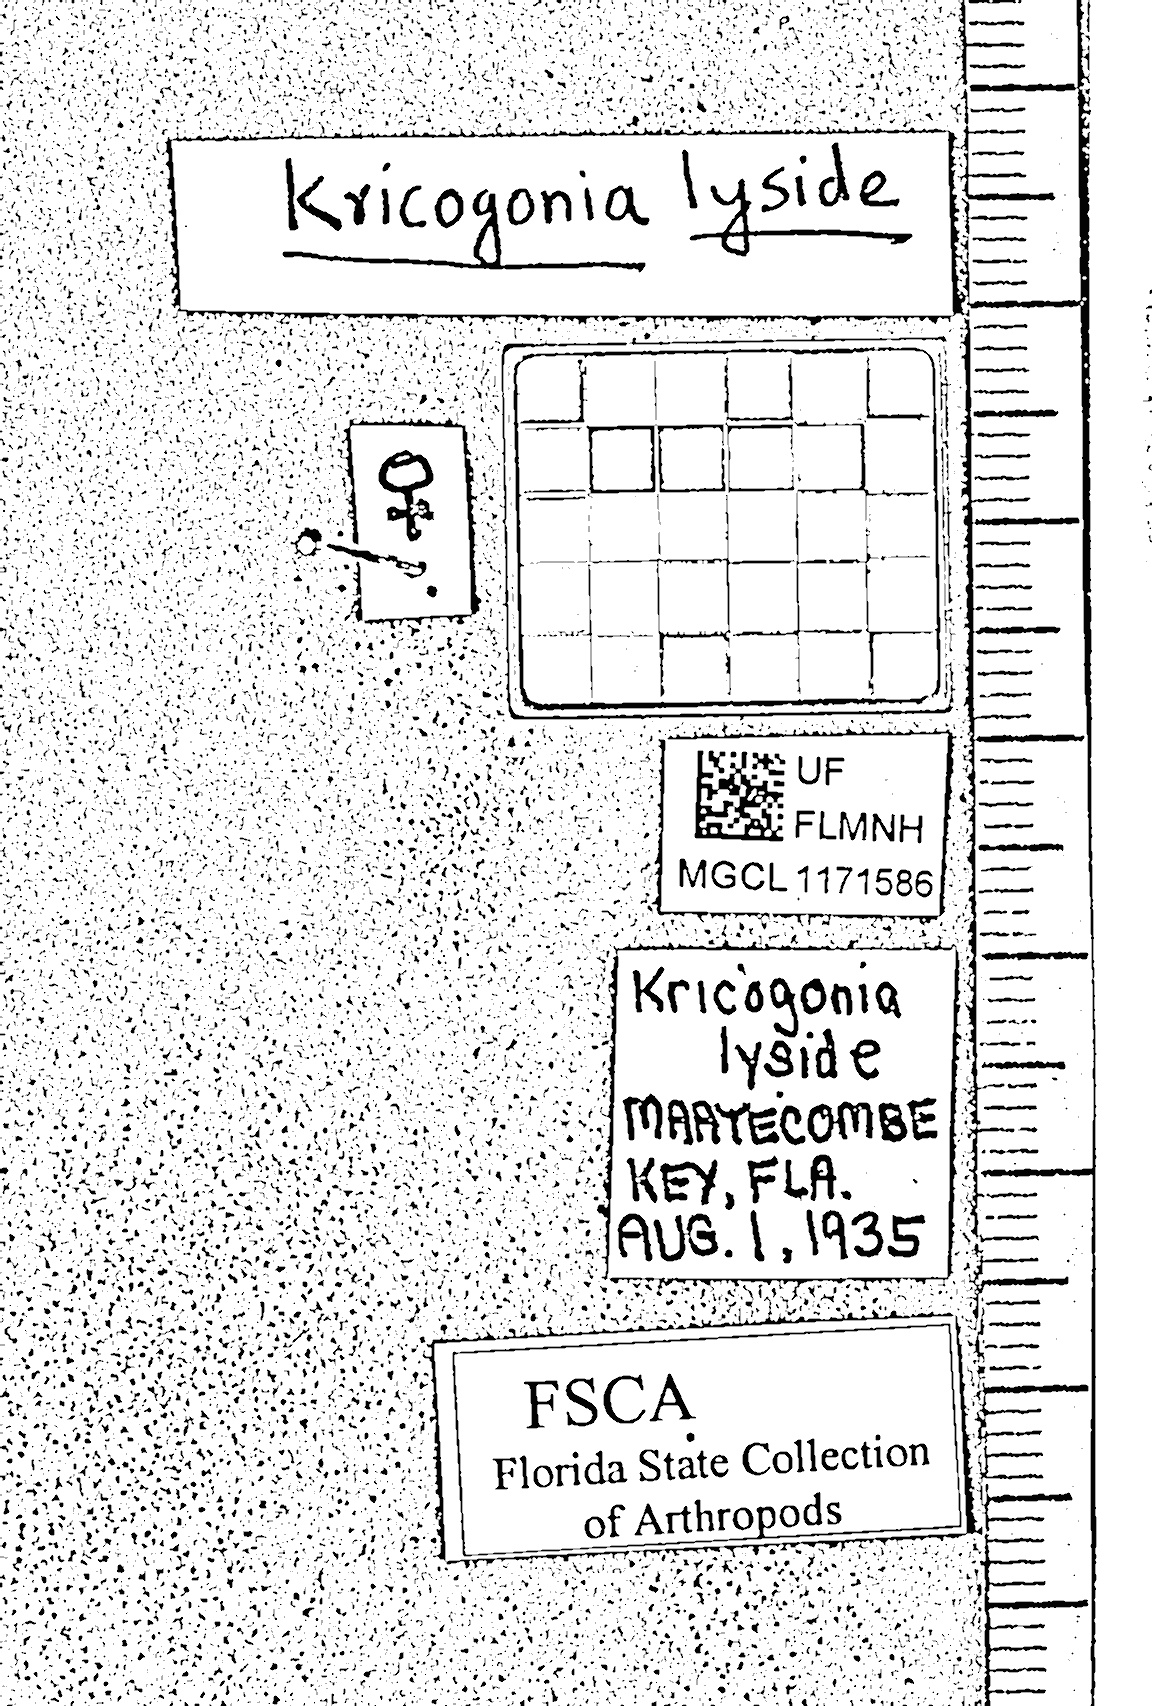 Kricogonia lyside
♀
UF
FLMNH
MGCL 1171586
Kricogonia
lyside
MAAYECOMBE
KEY, FLA.
AUG. 1, 1935
FSCA
Florida State Collection
of Arthropods